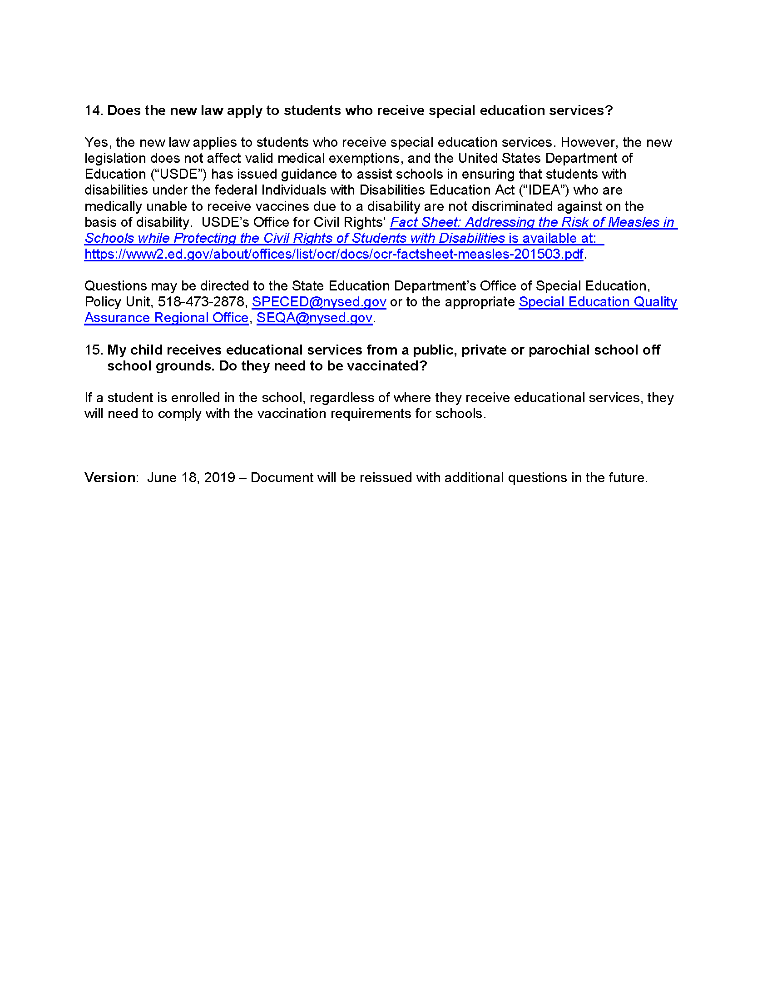 14. Does the new law apply to students who receive special education services?
Yes, the new law applies to students who receive special education services. However, the new
legislation does not affect valid medical exemptions, and the United States Department of
Education (“USDE”) has issued guidance to assist schools in ensuring that students with
disabilities under the federal Individuals with Disabilities Education Act (“IDEA”) who are
medically unable to receive vaccines due to a disability are not discriminated against on the
basis of disability.  USDE’s Office for Civil Rights’ Fact Sheet: Addressing the Risk of Measles in
Schools while Protecting the Civil Rights of Students with Disabilities is available at:
https://www2.ed.gov/about/offices/list/ocr/docs/ocr-factsheet-measles-201503.pdf.
Questions may be directed to the State Education Department’s Office of Special Education,
Policy Unit, 518-473-2878, SPECED@nysed.gov or to the appropriate Special Education Quality
Assurance Regional Office, SEQA@nysed.gov.
15. My child receives educational services from a public, private or parochial school off
school grounds. Do they need to be vaccinated?
If a student is enrolled in the school, regardless of where they receive educational services, they
will need to comply with the vaccination requirements for schools.
Version:  June 18, 2019 – Document will be reissued with additional questions in the future.